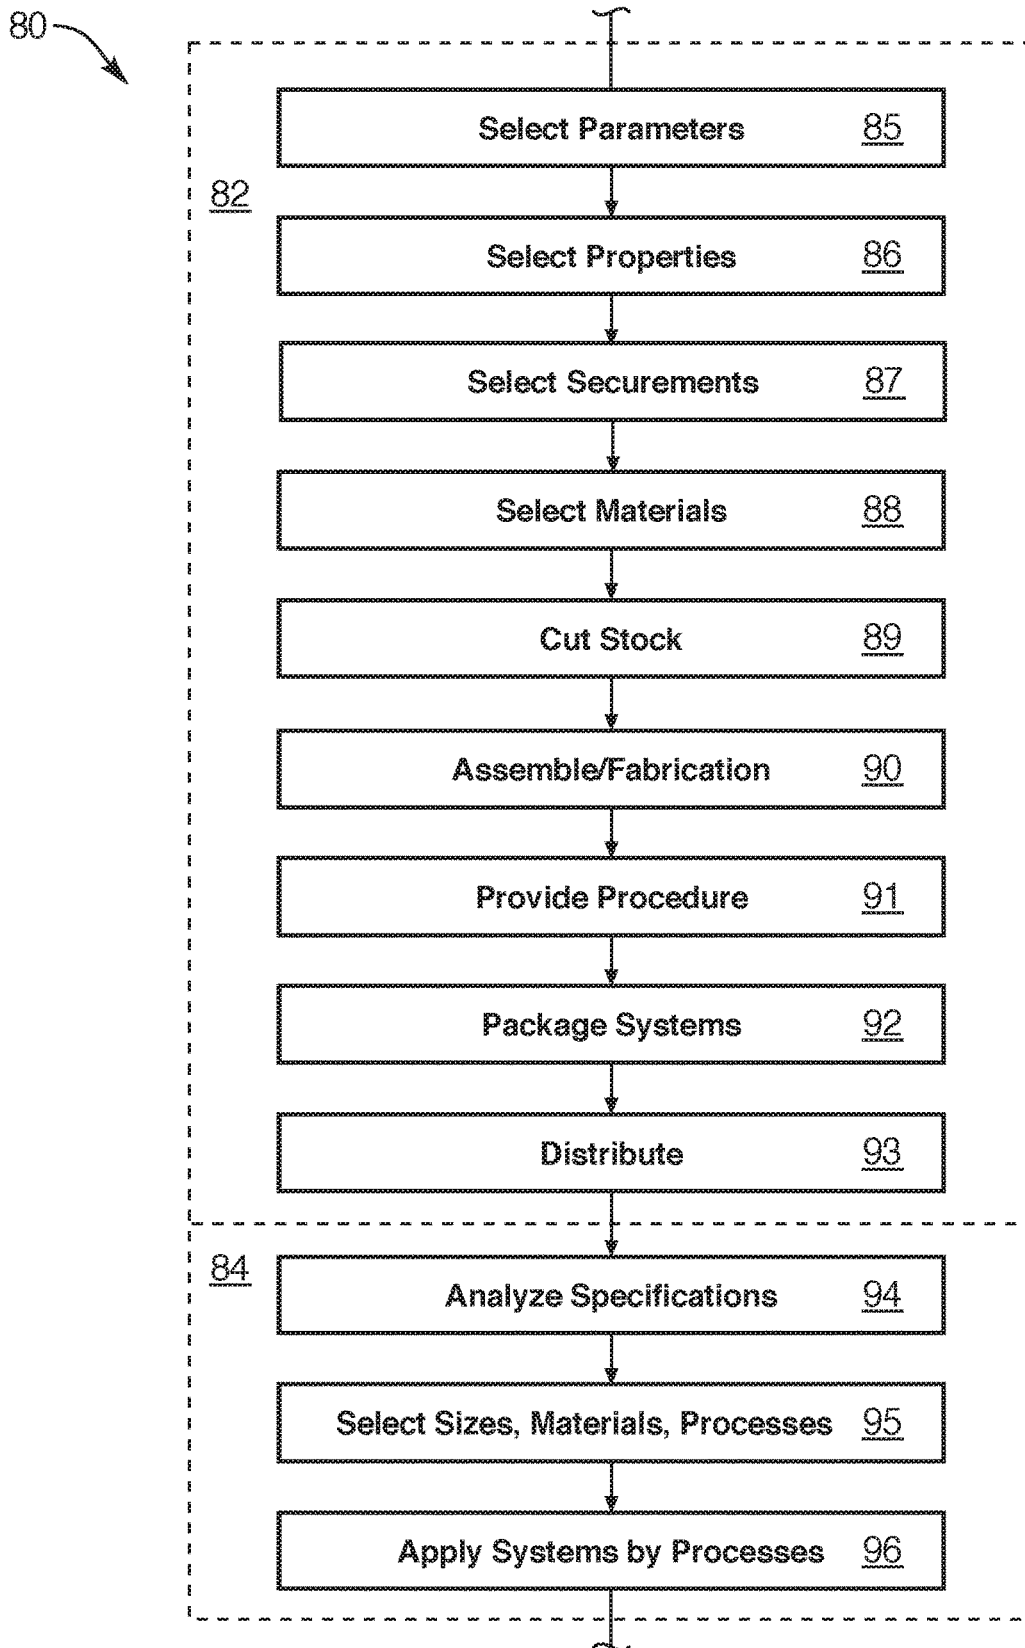 80
Select Parameters 85
82
Select Properties 86
Select Securements 87
Select Materials 88
Cut Stock 89
Assemble/Fabrication 90
Provide Procedure 91
Package Systems 92
Distribute 93
84
Analyze Specifications 94
Select Sizes, Materials, Processes 95
Apply Systems by Processes 96